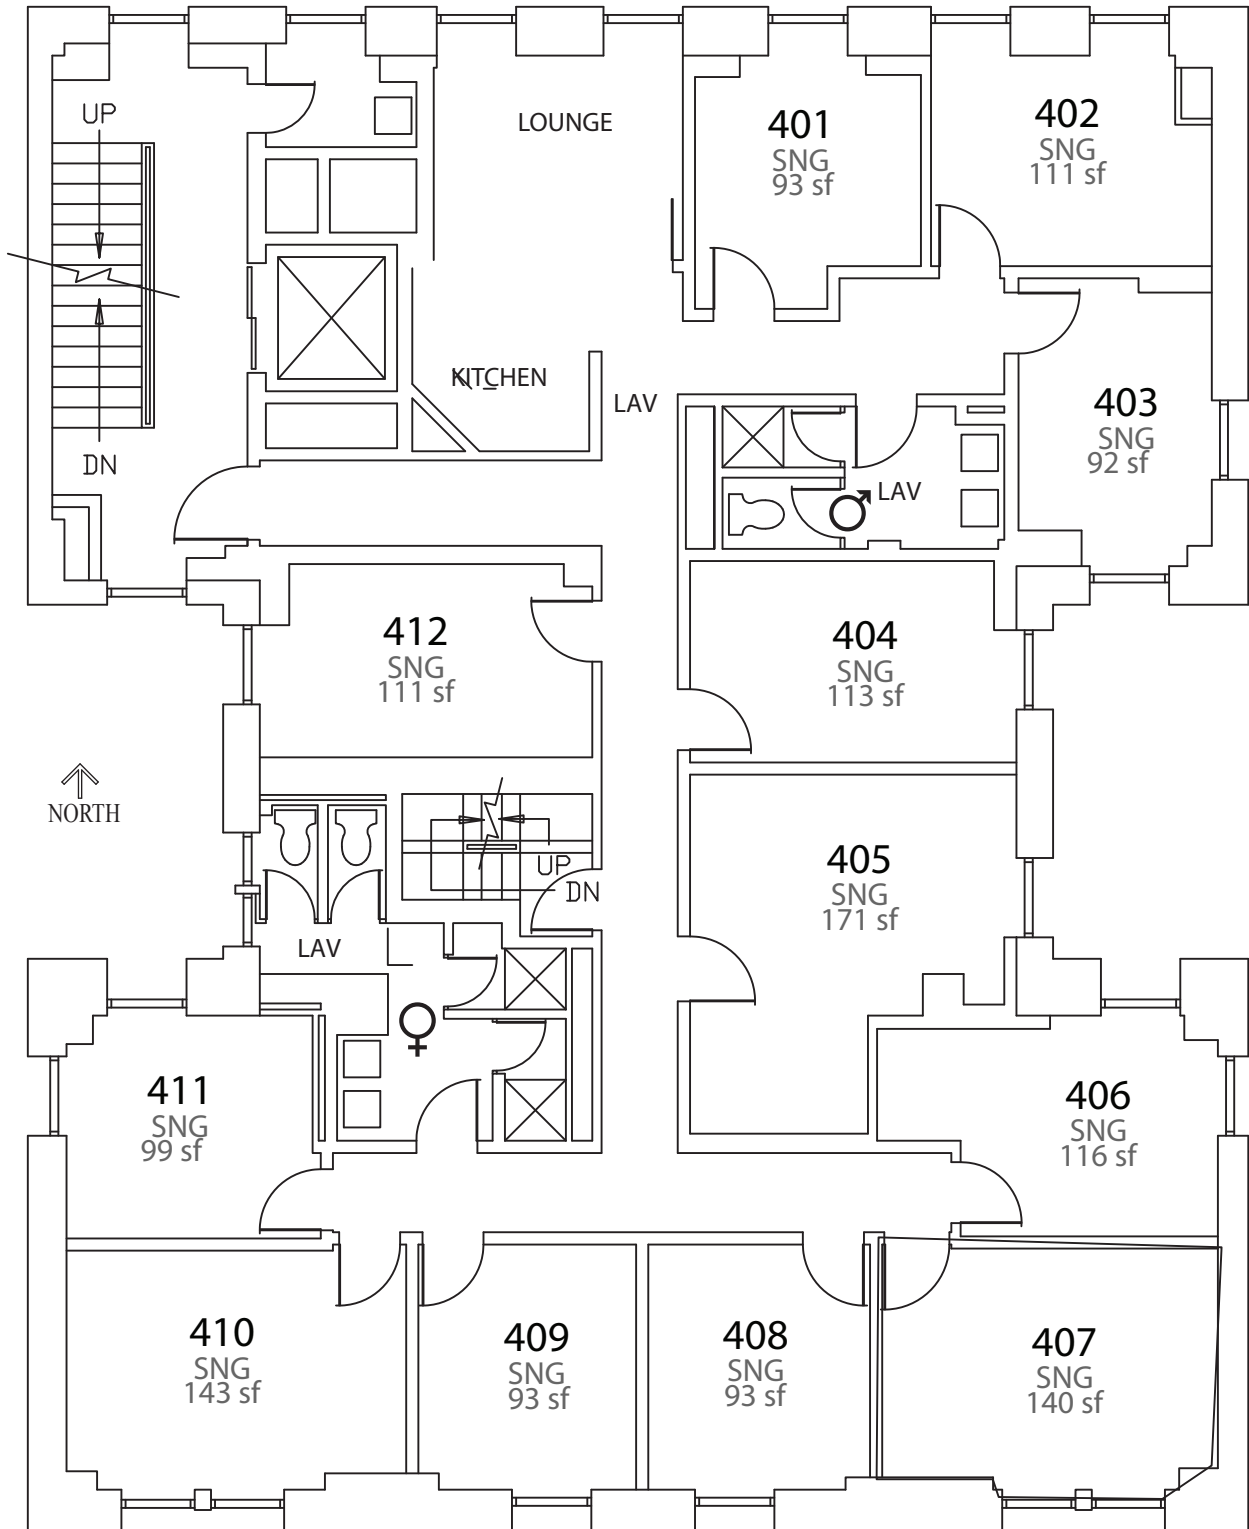 UP
LOUNGE
401
SNG
93 sf
402
SNG
111 sf
KITCHEN
LAV
403
SNG
92 sf
DN
LAV
412
SNG
111 sf
404
SNG
113 sf
NORTH
UP
DN
405
SNG
171 sf
LAV
411
SNG
99 sf
406
SNG
116 sf
410
SNG
143 sf
409
SNG
93 sf
408
SNG
93 sf
407
SNG
140 sf